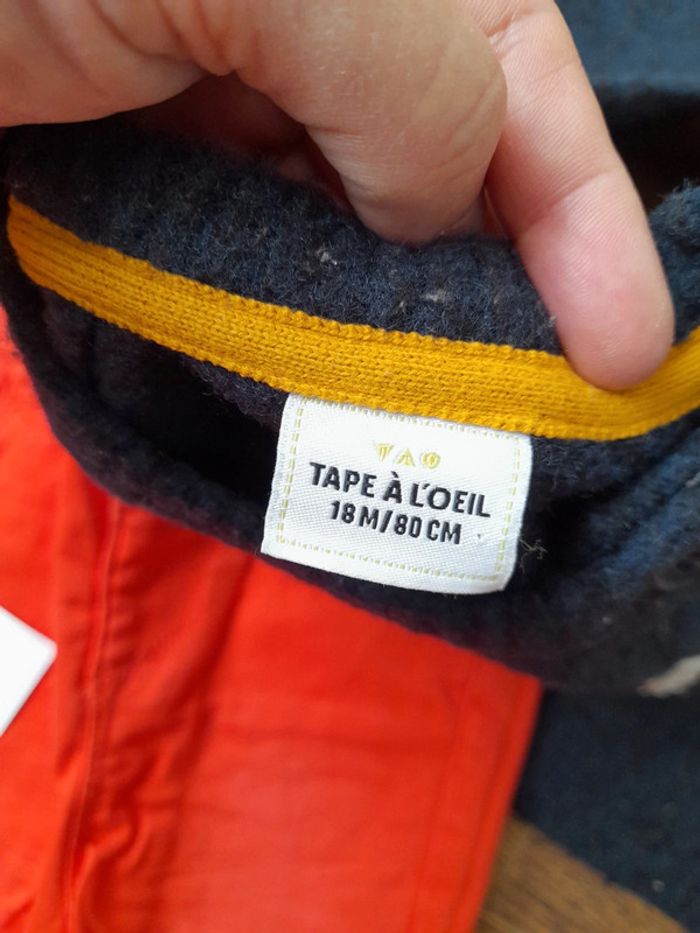 TAO
TAPE À L'OEIL
18M/80CM